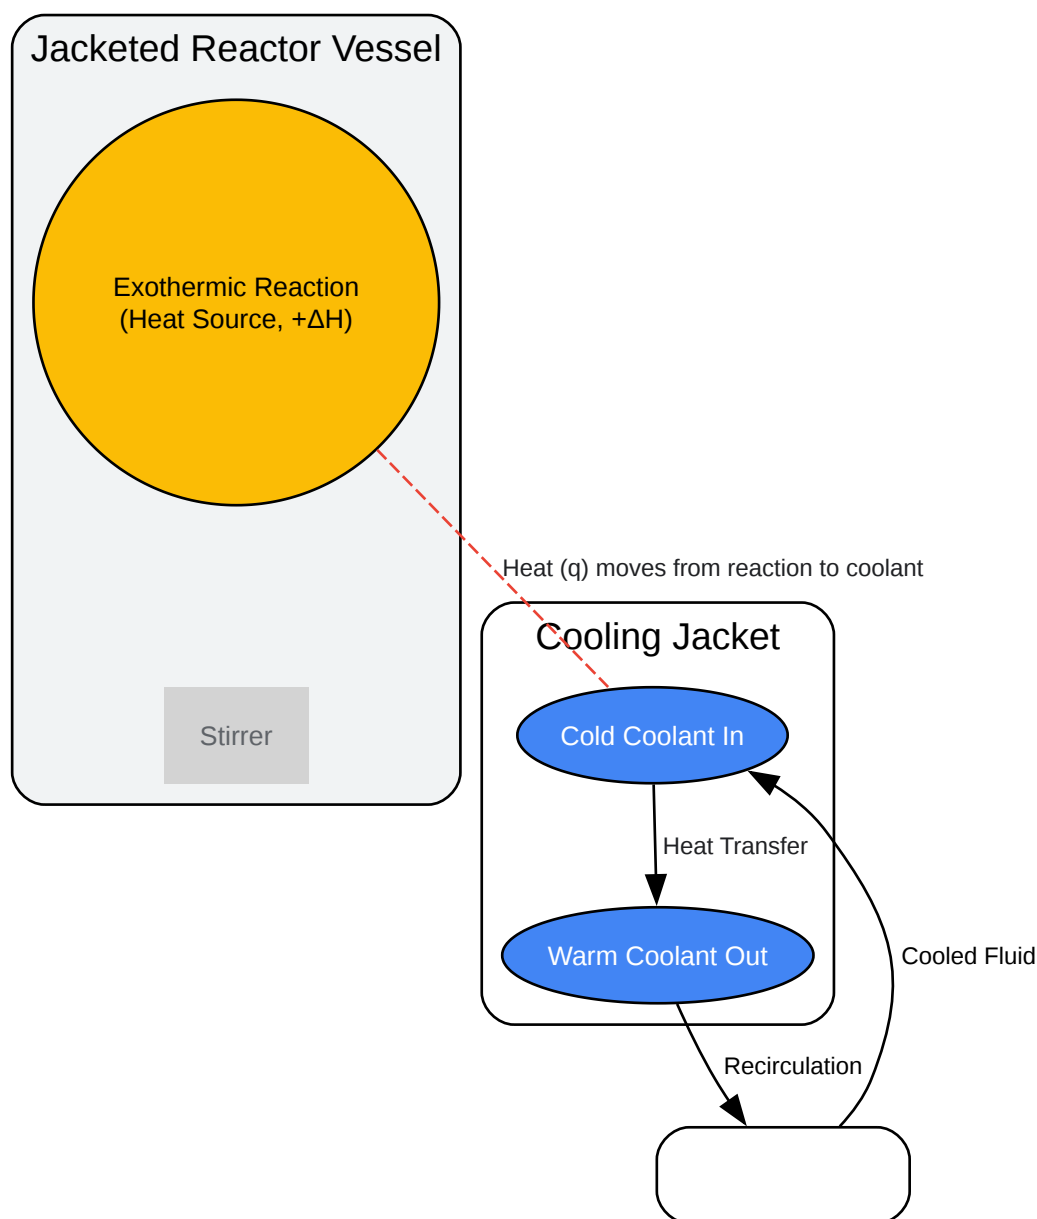 Jacketed Reactor Vessel
Exothermic Reaction
(Heat Source, +ΔH)
Heat (q) moves from reaction to coolant
Cooling Jacket
Stirrer
Cold Coolant In
Heat Transfer
Warm Coolant Out
Cooled Fluid
Recirculation